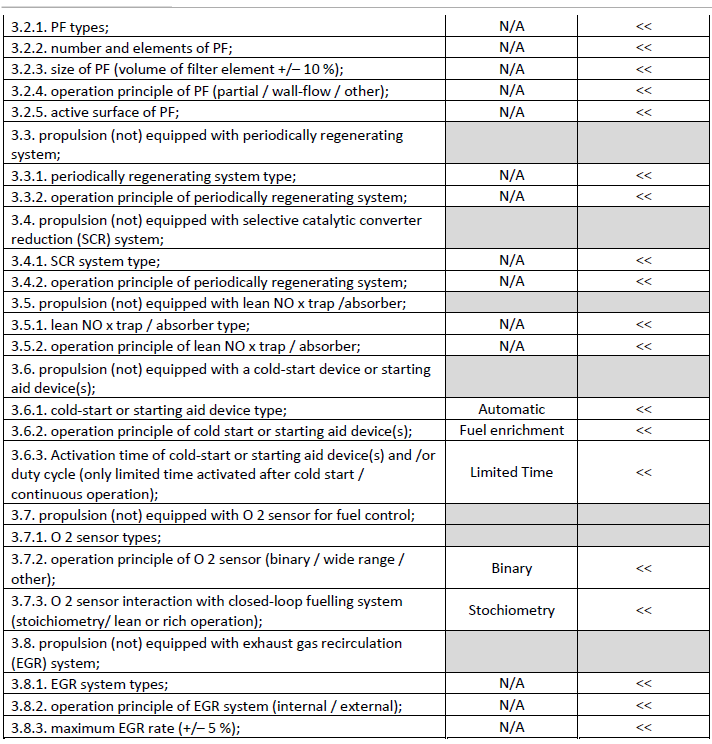 3.2.1. PF types; N/A <<
3.2.2. number and elements of PF; N/A <<
3.2.3. size of PF (volume of filter element +/– 10 %); N/A <<
3.2.4. operation principle of PF (partial / wall-flow / other); N/A <<
3.2.5. active surface of PF; N/A <<
3.3. propulsion (not) equipped with periodically regenerating
system;
3.3.1. periodically regenerating system type; N/A <<
3.3.2. operation principle of periodically regenerating system; N/A <<
3.4. propulsion (not) equipped with selective catalytic converter
reduction (SCR) system;
3.4.1. SCR system type; N/A <<
3.4.2. operation principle of periodically regenerating system; N/A <<
3.5. propulsion (not) equipped with lean NO x trap /absorber;
3.5.1. lean NO x trap / absorber type; N/A <<
3.5.2. operation principle of lean NO x trap / absorber; N/A <<
3.6. propulsion (not) equipped with a cold-start device or starting
aid device(s);
3.6.1. cold-start or starting aid device type; Automatic <<
3.6.2. operation principle of cold start or starting aid device(s); Fuel enrichment <<
3.6.3. Activation time of cold-start or starting aid device(s) and /or
duty cycle (only limited time activated after cold start / Limited Time <<
continuous operation);
3.7. propulsion (not) equipped with O 2 sensor for fuel control;
3.7.1. O 2 sensor types;
3.7.2. operation principle of O 2 sensor (binary / wide range / Binary <<
other);
3.7.3. O 2 sensor interaction with closed-loop fuelling system Stochiometry <<
(stoichiometry/ lean or rich operation);
3.8. propulsion (not) equipped with exhaust gas recirculation
(EGR) system;
3.8.1. EGR system types; N/A <<
3.8.2. operation principle of EGR system (internal / external); N/A <<
3.8.3. maximum EGR rate (+/– 5 %); N/A <<